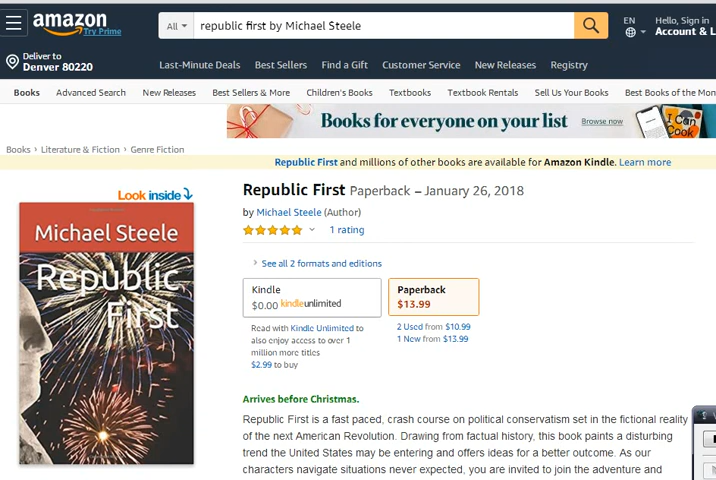 amazon
Try Prime
All
republic first by Michael Steele
EN
Hello, Sign in
Account & L
Deliver to
Denver 80220
Last-Minute Deals Best Sellers Find a Gift Customer Service New Releases Registry
Books Advanced Search New Releases Best Sellers & More Children's Books Textbooks Textbook Rentals Sell Us Your Books Best Books of the Mon
Books for everyone on your list Browse now
I Can Cook
Books › Literature & Fiction › Genre Fiction
Republic First and millions of other books are available for Amazon Kindle. Learn more
Look inside
Michael Steele
Republic
First
Republic First Paperback – January 26, 2018
by Michael Steele (Author)
1 rating
› See all 2 formats and editions
Kindle
$0.00 kindleunlimited
Paperback
$13.99
Read with Kindle Unlimited to
also enjoy access to over 1
million more titles
$2.99 to buy
2 Used from $10.99
1 New from $13.99
Arrives before Christmas.
Republic First is a fast paced, crash course on political conservatism set in the fictional reality
of the next American Revolution. Drawing from factual history, this book paints a disturbing
trend the United States may be entering and offers ideas for a better outcome. As our
characters navigate situations never expected, you are invited to join the adventure and